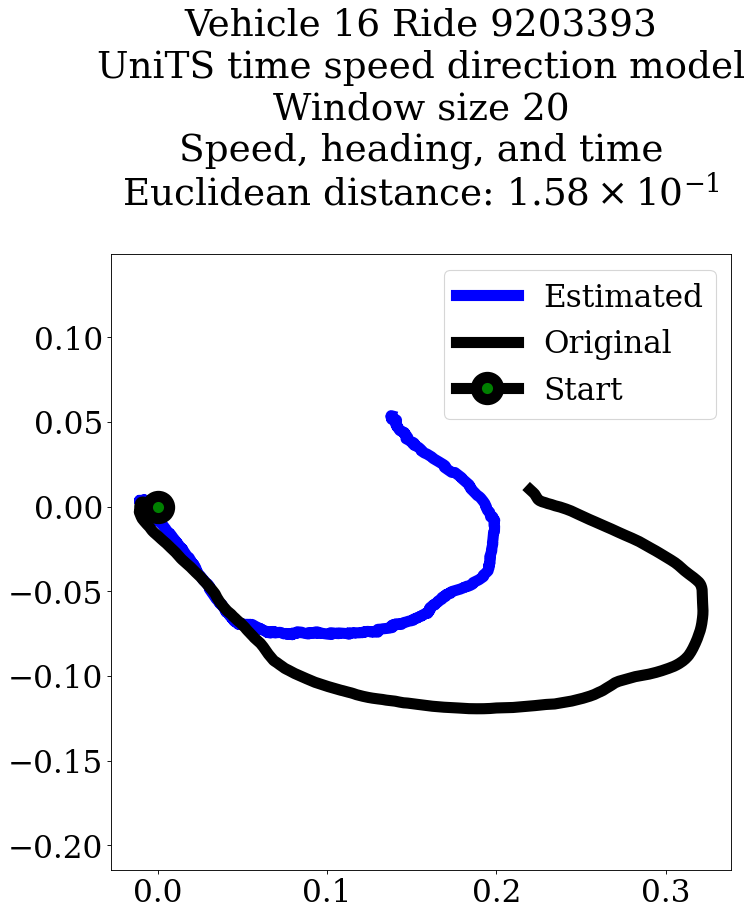 Vehicle 16 Ride 9203393
UniTS time speed direction model
Window size 20
Speed, heading, and time
Euclidean distance: 1.58 × 10⁻¹
Estimated
Original
Start
0.10
0.05
0.00
−0.05
−0.10
−0.15
−0.20
0.0 0.1 0.2 0.3